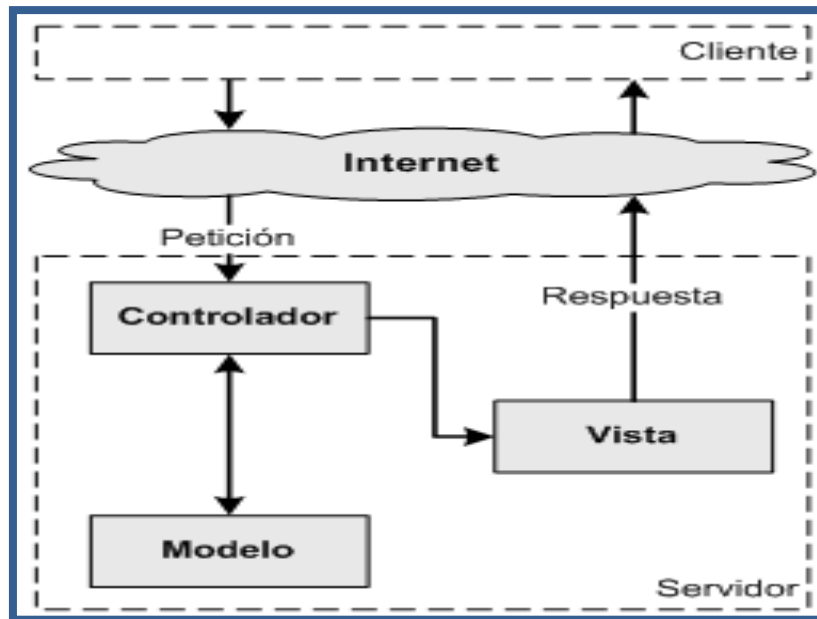 Cliente
Internet
Petición
Controlador
Respuesta
Vista
Modelo
Servidor